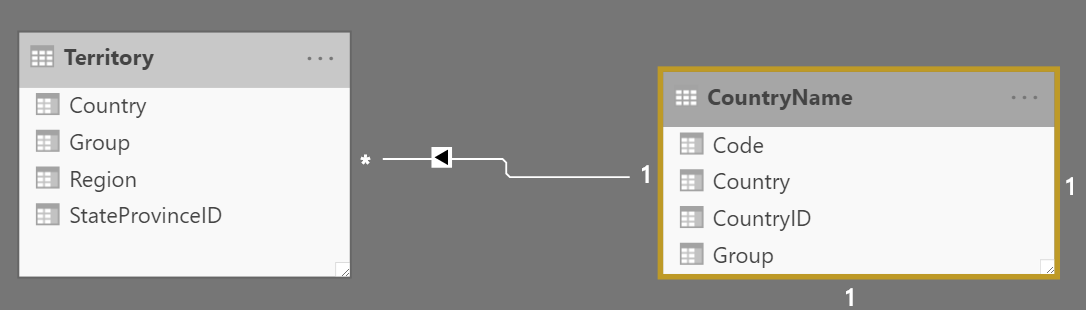 Territory
Country
Group
Region
StateProvinceID
*
1
CountryName
Code
Country
CountryID
Group
1
1